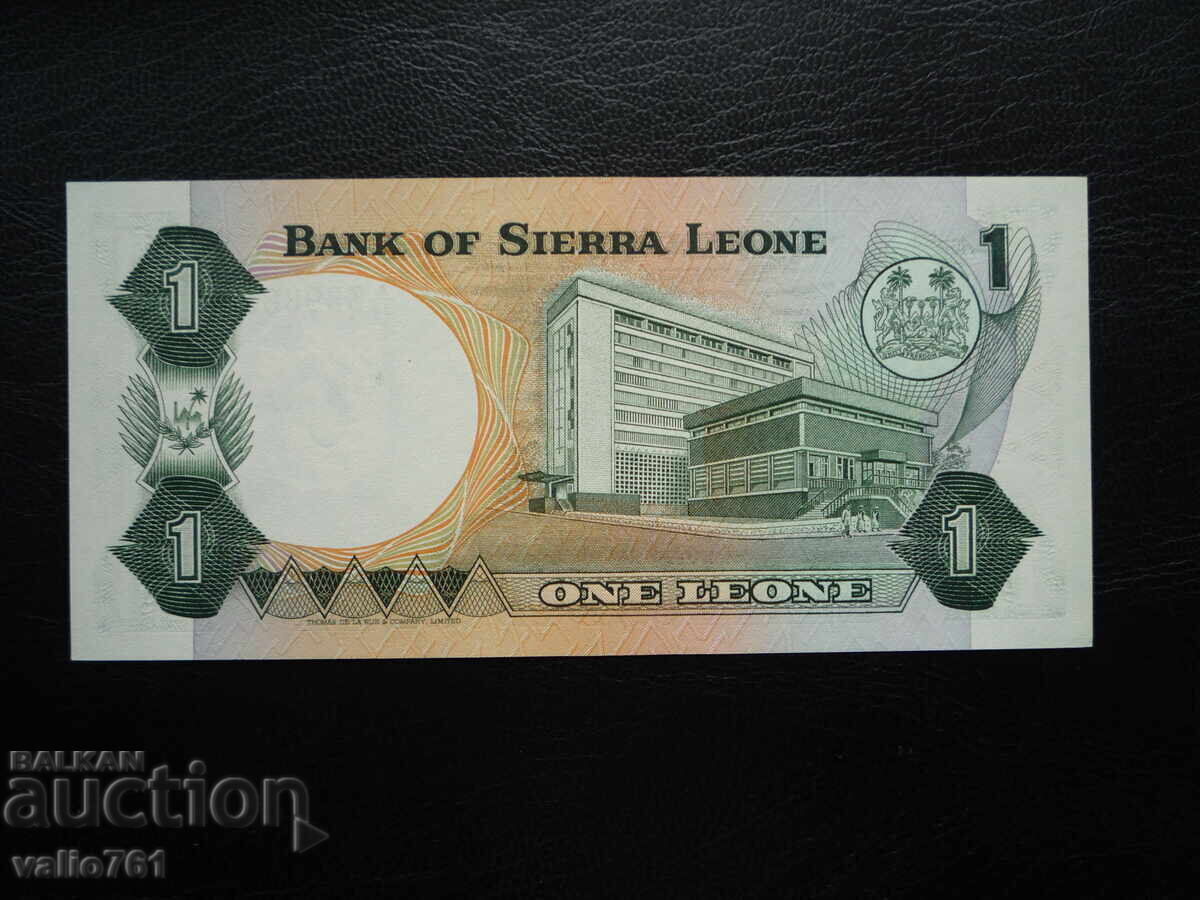 BANK OF SIERRA LEONE
1
1
1
1
ONE LEONE
THOMAS DE LA RUE & COMPANY, LIMITED
BALKAN
auction
valio761